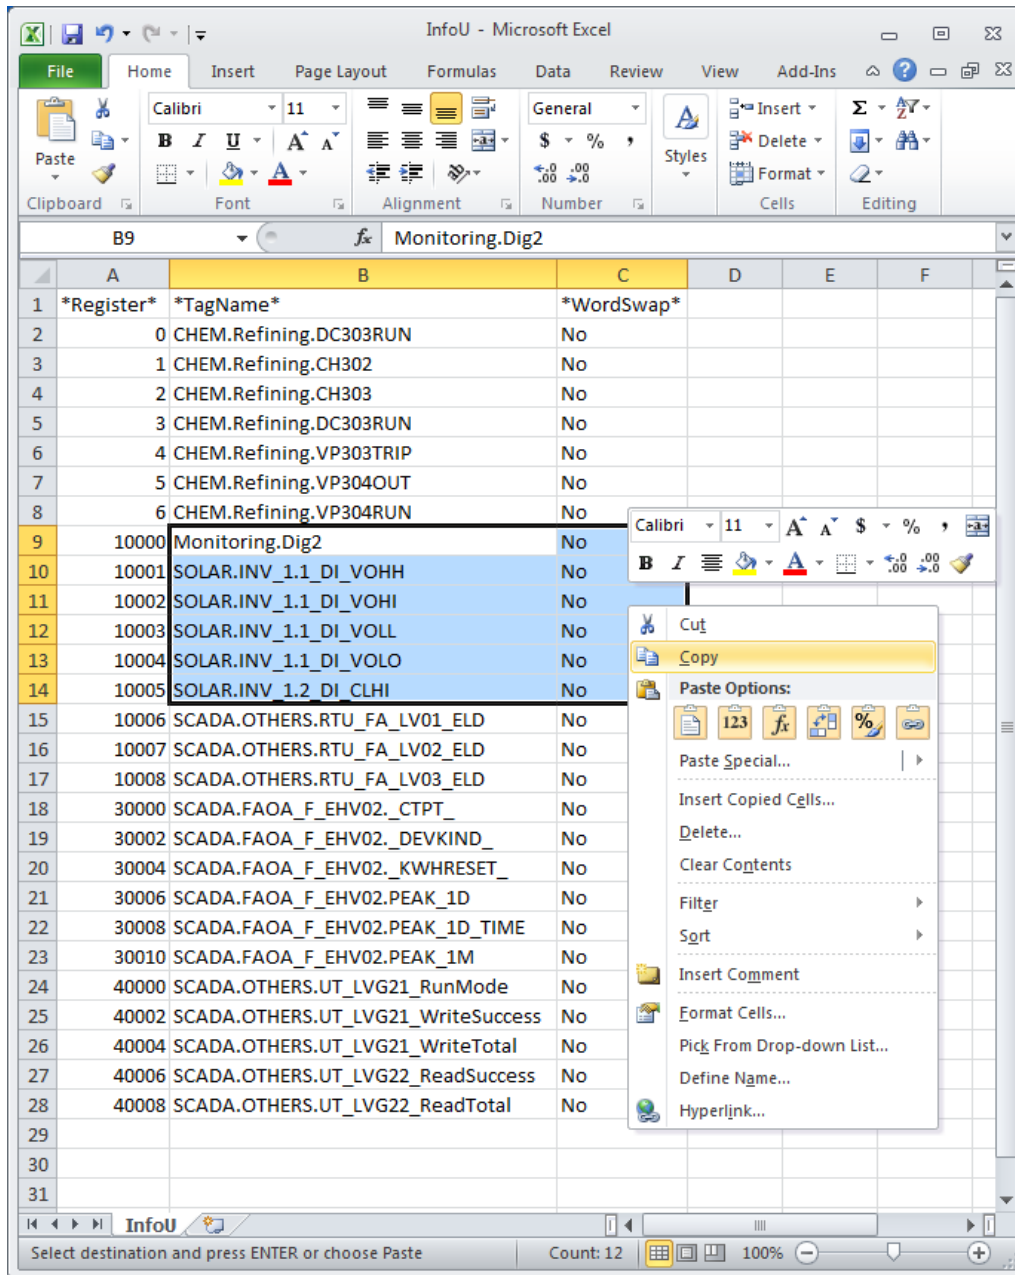 InfoU - Microsoft Excel
File Home Insert Page Layout Formulas Data Review View Add-Ins
Calibri 11 General Insert
B I U A A $ % , Styles Delete
Paste A .00 .0 Format
Clipboard Font Alignment Number Cells Editing
B9 fx Monitoring.Dig2
A B C D E F
1 *Register* *TagName* *WordSwap*
2 0 CHEM.Refining.DC303RUN No
3 1 CHEM.Refining.CH302 No
4 2 CHEM.Refining.CH303 No
5 3 CHEM.Refining.DC303RUN No
6 4 CHEM.Refining.VP303TRIP No
7 5 CHEM.Refining.VP304OUT No
8 6 CHEM.Refining.VP304RUN No
9 10000 Monitoring.Dig2 No
10 10001 SOLAR.INV_1.1_DI_VOHH No
11 10002 SOLAR.INV_1.1_DI_VOHI No
12 10003 SOLAR.INV_1.1_DI_VOLL No
13 10004 SOLAR.INV_1.1_DI_VOLO No
14 10005 SOLAR.INV_1.2_DI_CLHI No
15 10006 SCADA.OTHERS.RTU_FA_LV01_ELD No
16 10007 SCADA.OTHERS.RTU_FA_LV02_ELD No
17 10008 SCADA.OTHERS.RTU_FA_LV03_ELD No
18 30000 SCADA.FAOA_F_EHV02._CTPT_ No
19 30002 SCADA.FAOA_F_EHV02._DEVKIND_ No
20 30004 SCADA.FAOA_F_EHV02._KWHRESET_ No
21 30006 SCADA.FAOA_F_EHV02.PEAK_1D No
22 30008 SCADA.FAOA_F_EHV02.PEAK_1D_TIME No
23 30010 SCADA.FAOA_F_EHV02.PEAK_1M No
24 40000 SCADA.OTHERS.UT_LVG21_RunMode No
25 40002 SCADA.OTHERS.UT_LVG21_WriteSuccess No
26 40004 SCADA.OTHERS.UT_LVG21_WriteTotal No
27 40006 SCADA.OTHERS.UT_LVG22_ReadSuccess No
28 40008 SCADA.OTHERS.UT_LVG22_ReadTotal No
29
30
31
Calibri 11 A A $ % ,
B I A .0 .00 .00 .0
Cut
Copy
Paste Options:
123 fx %
Paste Special...
Insert Copied Cells...
Delete...
Clear Contents
Filter
Sort
Insert Comment
Format Cells...
Pick From Drop-down List...
Define Name...
Hyperlink...
InfoU
Select destination and press ENTER or choose Paste Count: 12 100%